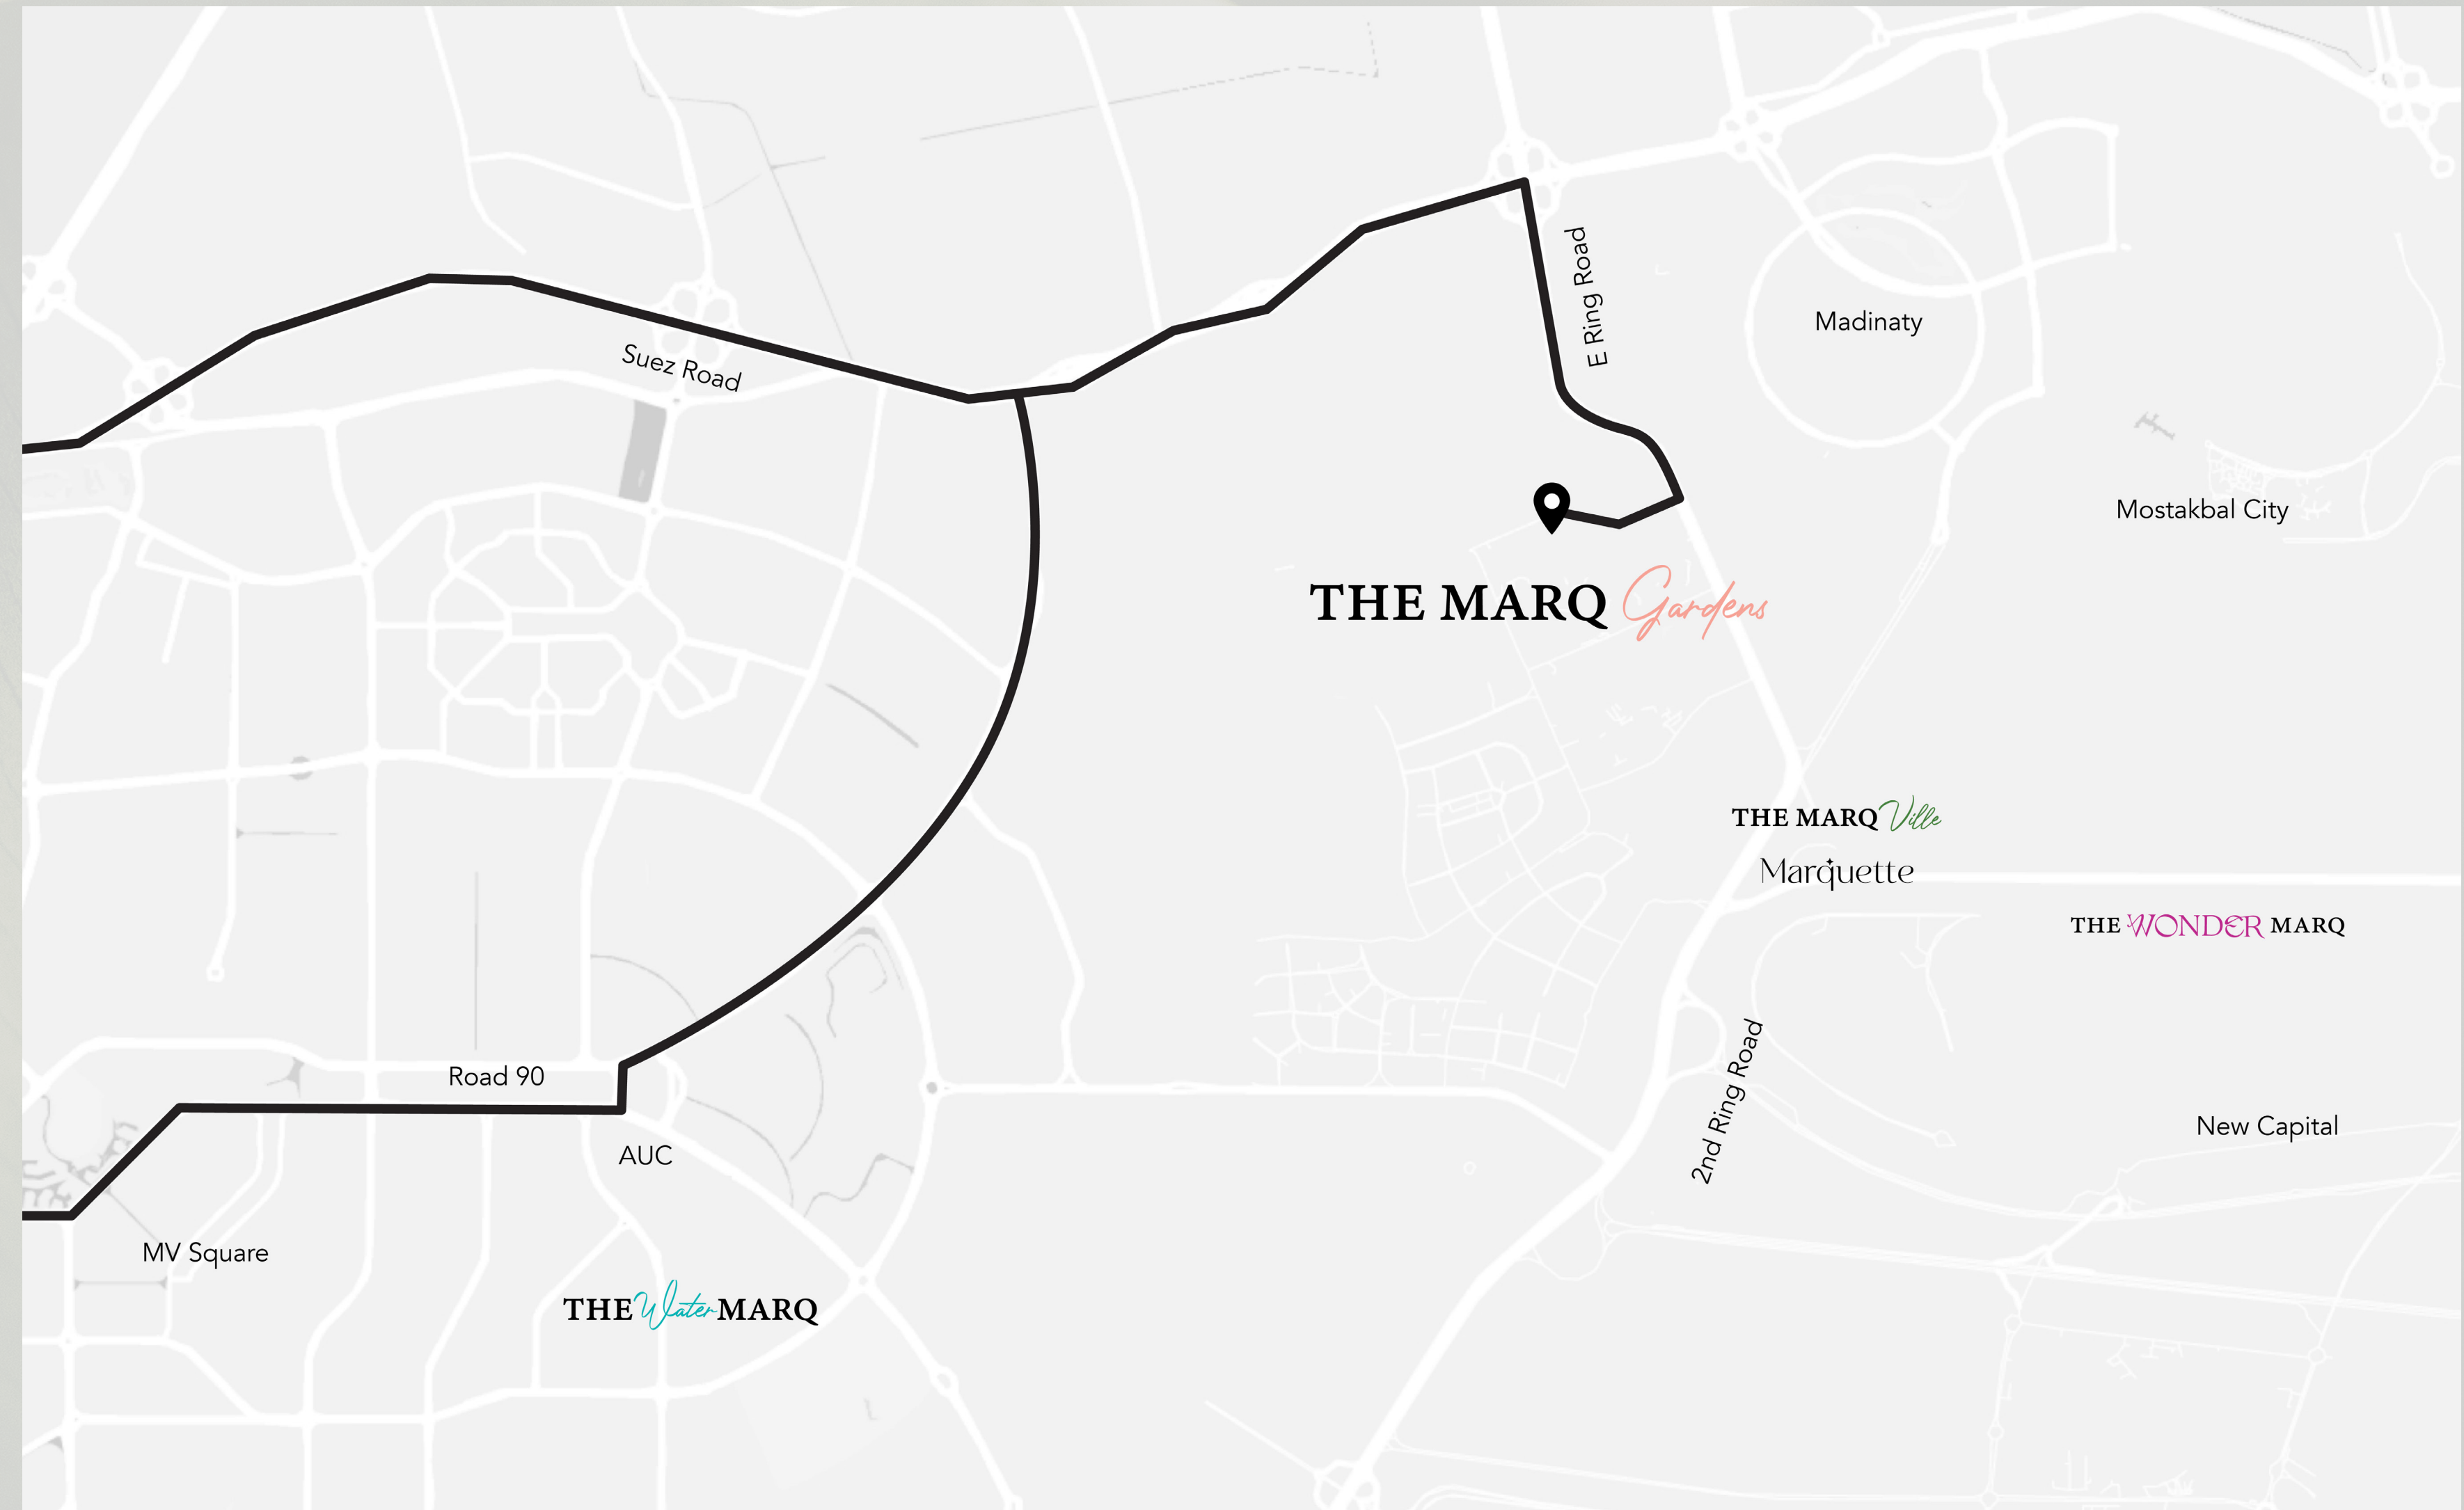 E Ring Road
Madinaty
Suez Road
Mostakbal City
THE MARQ Gardens
THE MARQ Ville
Marquette
THE WONDER MARQ
Road 90
2nd Ring Road
New Capital
AUC
MV Square
THE Water MARQ